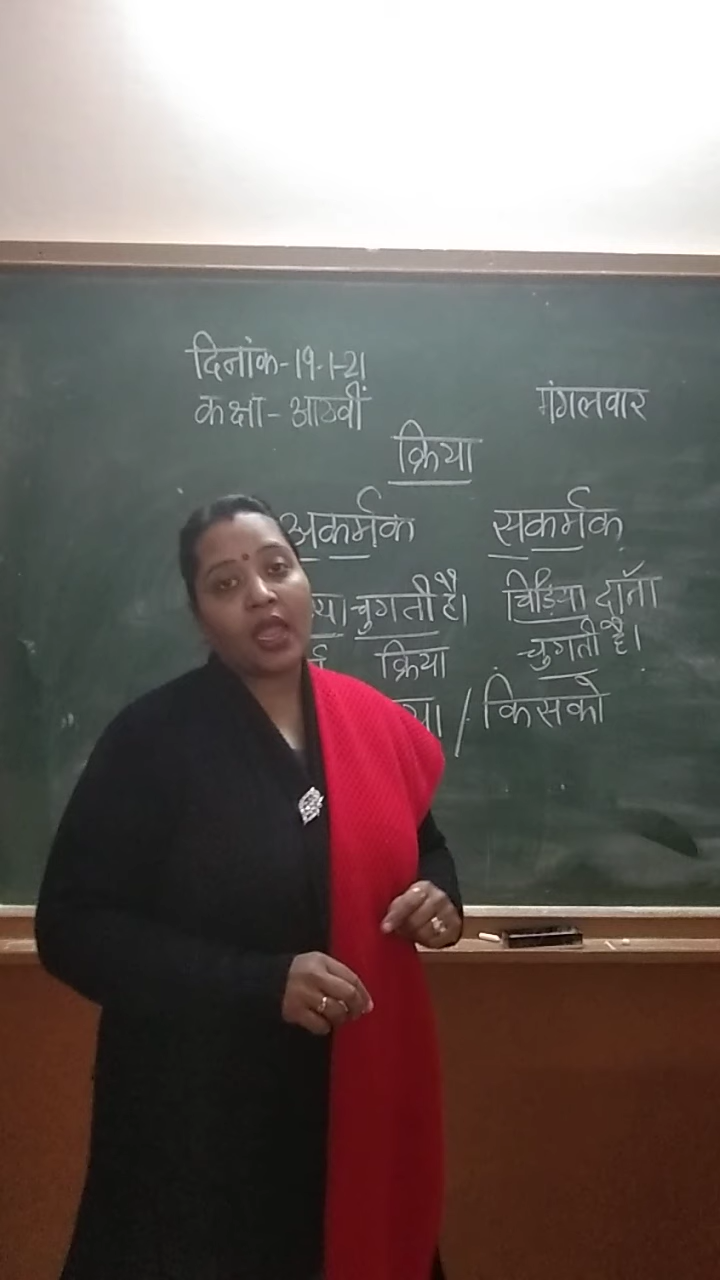 दिनांक-19-1-21
कक्षा-आठवीं मंगलवार
क्रिया
अकर्मक सकर्मक
चुगती है। चिड़िया दाना
क्रिया चुगती है।
/ किसको